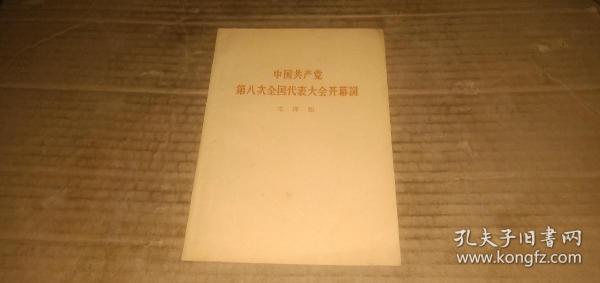 中国共产党
第八次全国代表大会开幕詞
毛泽东
孔夫子旧书网
www.kongfz.com